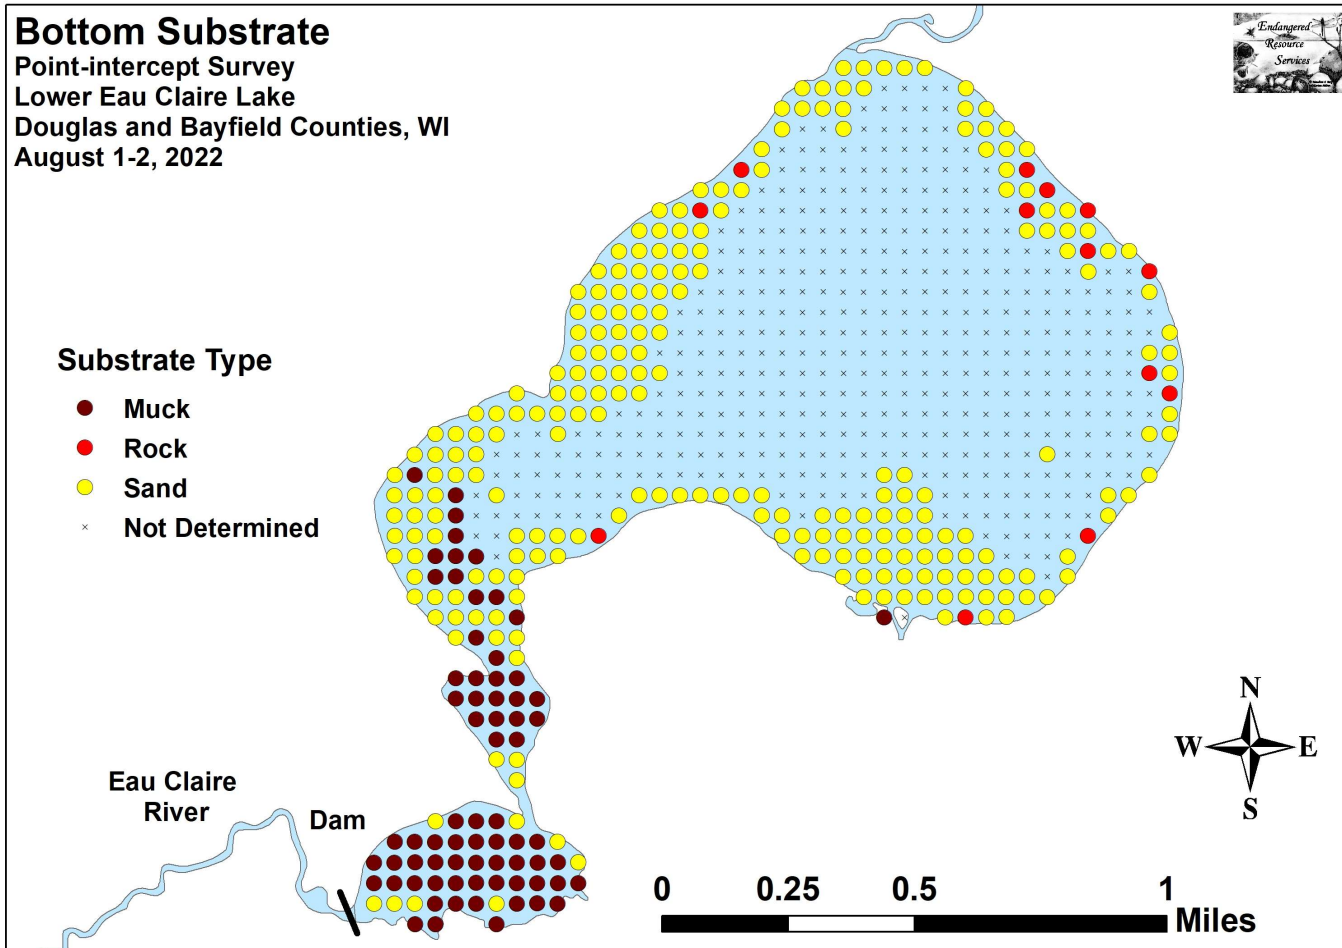 Bottom Substrate
Point-intercept Survey
Lower Eau Claire Lake
Douglas and Bayfield Counties, WI
August 1-2, 2022
Endangered
Resource
Services
Substrate Type
Muck
Rock
Sand
Not Determined
N
W E
S
Eau Claire
River
Dam
0 0.25 0.5 1
Miles